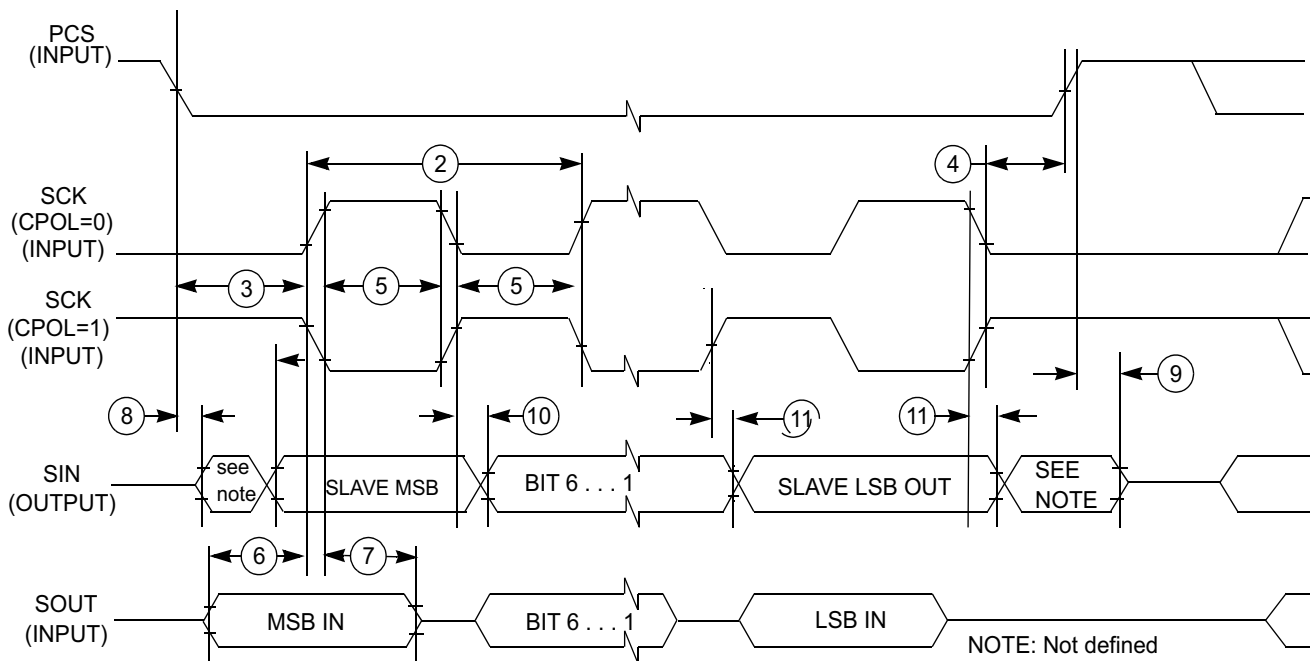 PCS
(INPUT)
2
4
SCK
(CPOL=0)
(INPUT)
3
5
5
SCK
(CPOL=1)
(INPUT)
8
10
11
11
9
SIN
(OUTPUT)
see
note
SLAVE MSB
BIT 6 . . . 1
SLAVE LSB OUT
SEE
NOTE
6
7
SOUT
(INPUT)
MSB IN
BIT 6 . . . 1
LSB IN
NOTE: Not defined